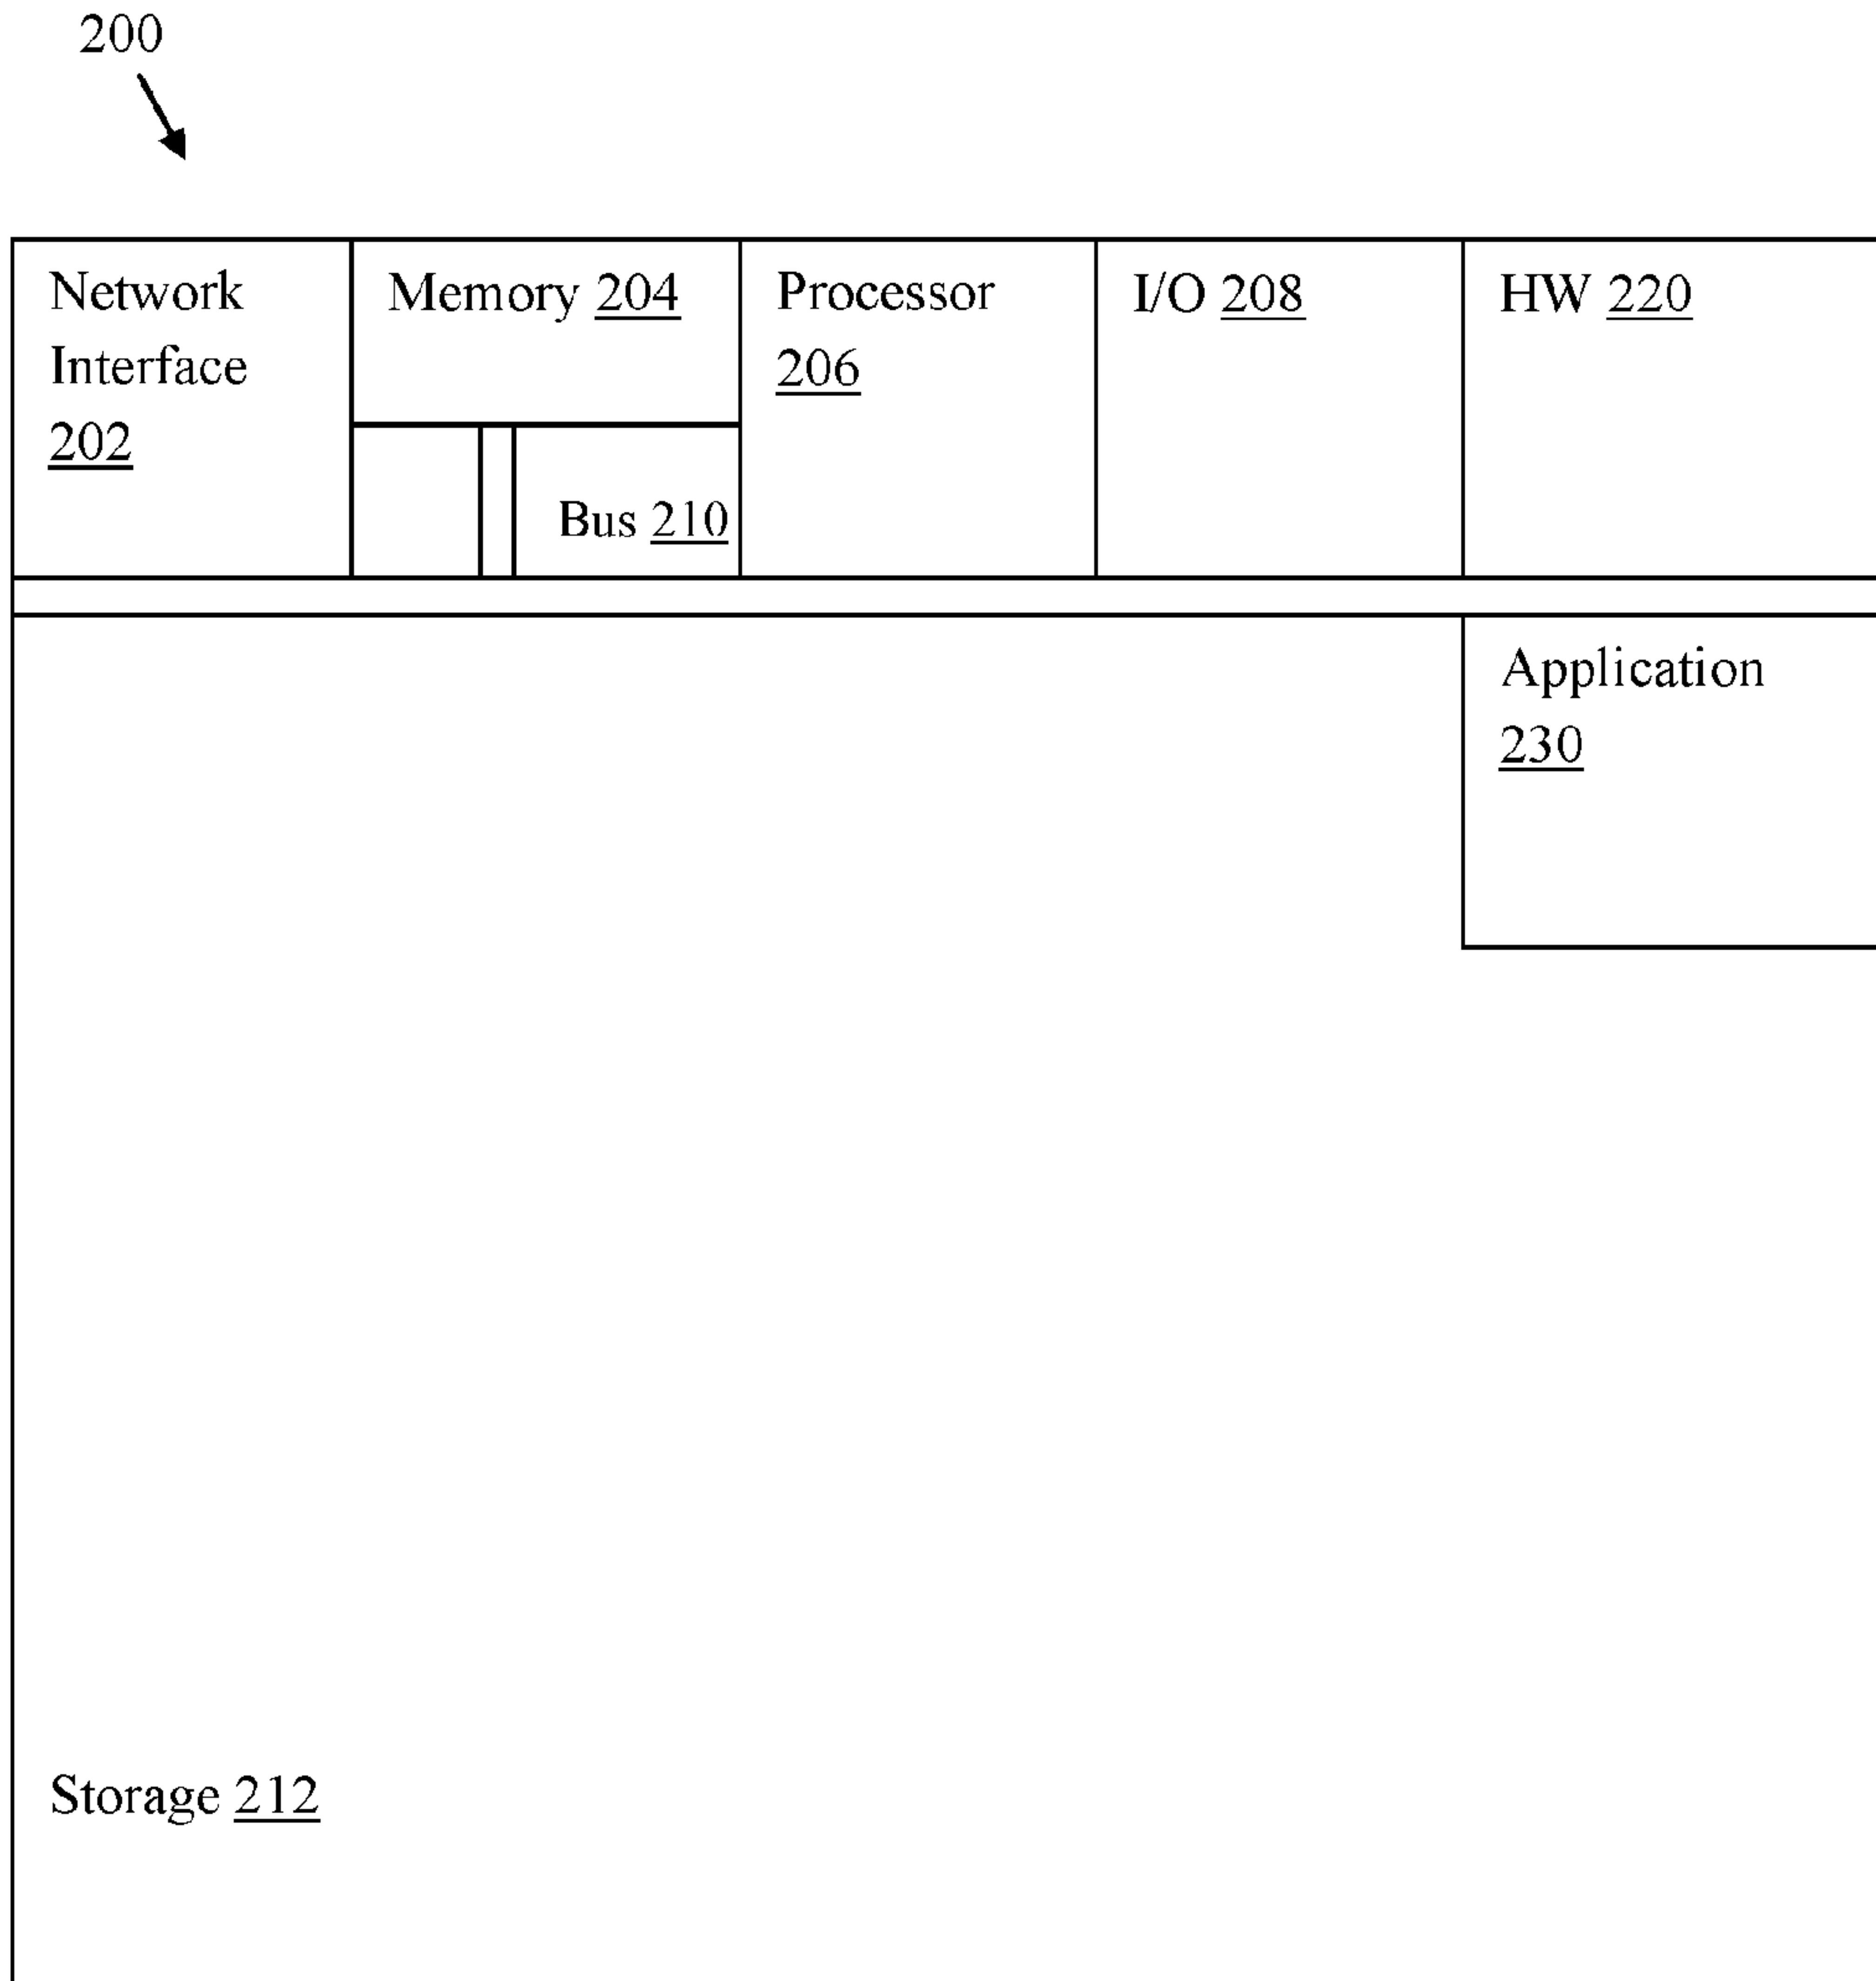 200
Network
Interface
202
Memory 204
Processor
206
I/O 208
HW 220
Bus 210
Application
230
Storage 212